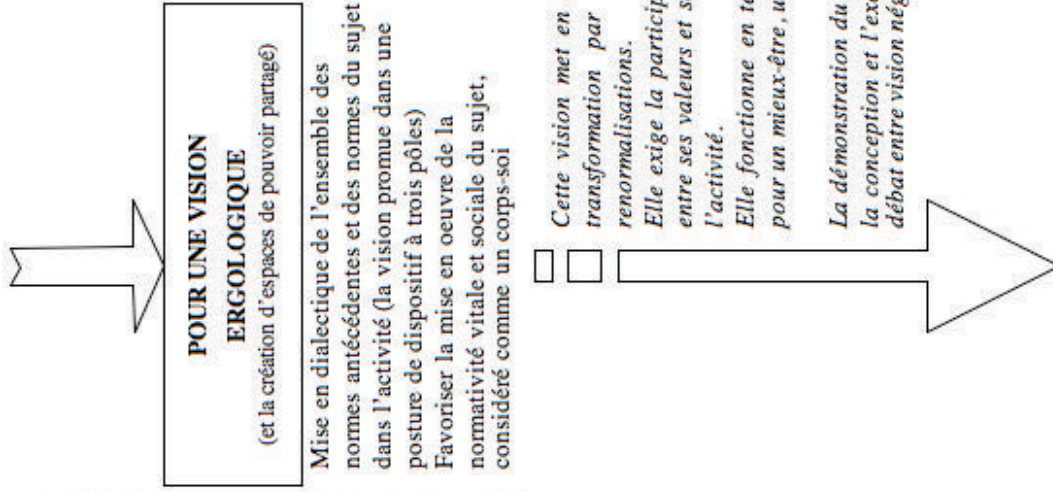 POUR UNE VISION
ERGOLOGIQUE
(et la création d'espaces de pouvoir partagé)
Mise en dialectique de l'ensemble des
normes antécédentes et des normes du sujet
dans l'activité (la vision promue dans une
posture de dispositif à trois pôles)
Favoriser la mise en oeuvre de la
normativité vitale et sociale du sujet,
considéré comme un corps-soi
Cette vision met en
transformation par
renormalisations.
Elle exige la particip
entre ses valeurs et s
l'activité.
Elle fonctionne en te
pour un mieux-être, u
La démonstration du
la conception et l'exé
débat entre vision nég